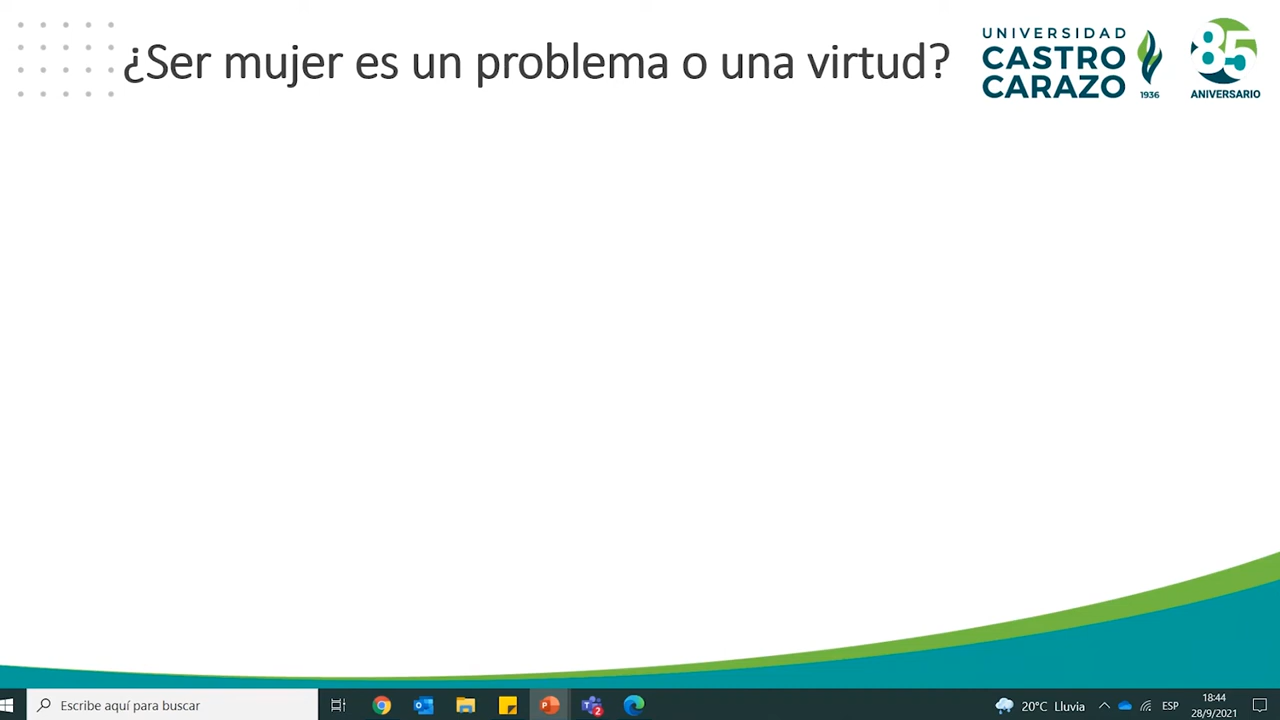 ¿Ser mujer es un problema o una virtud?
UNIVERSIDAD
CASTRO
CARAZO
1936
85
ANIVERSARIO
Escribe aquí para buscar
2
20°C Lluvia
ESP
18:44
28/9/2021